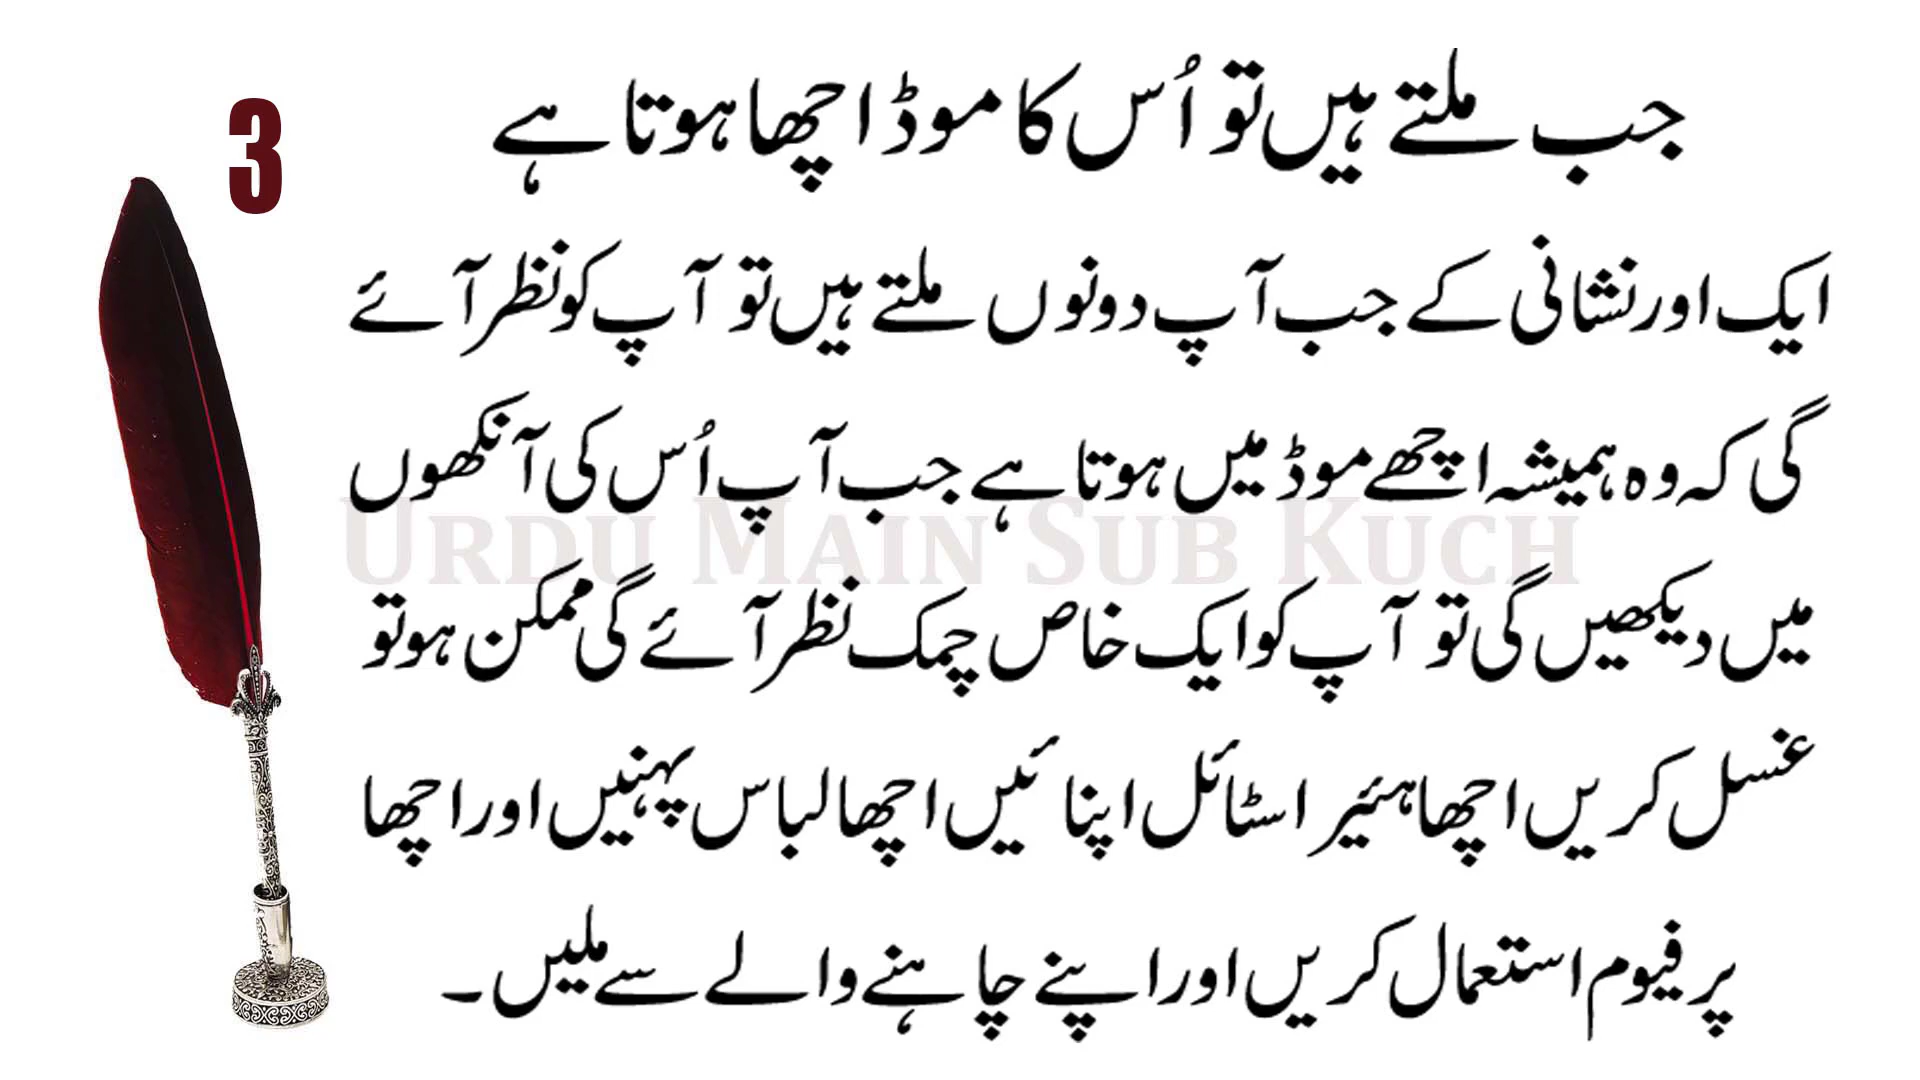 3
جب ملتے ہیں تو اُس کا موڈ اچھا ہوتا ہے
ایک اور نشانی کے جب آپ دونوں ملتے ہیں تو آپ کو نظر آئے
گی کہ وہ ہمیشہ اچھے موڈ میں ہوتا ہے جب آپ اُس کی آنکھوں
میں دیکھیں گی تو آپ کو ایک خاص چمک نظر آئے گی ممکن ہو تو
غسل کریں اچھا ہئیر اسٹائل اپنائیں اچھا لباس پہنیں اور اچھا
پرفیوم استعمال کریں اور اپنے چاہنے والے سے ملیں۔
URDU MAIN SUB KUCH